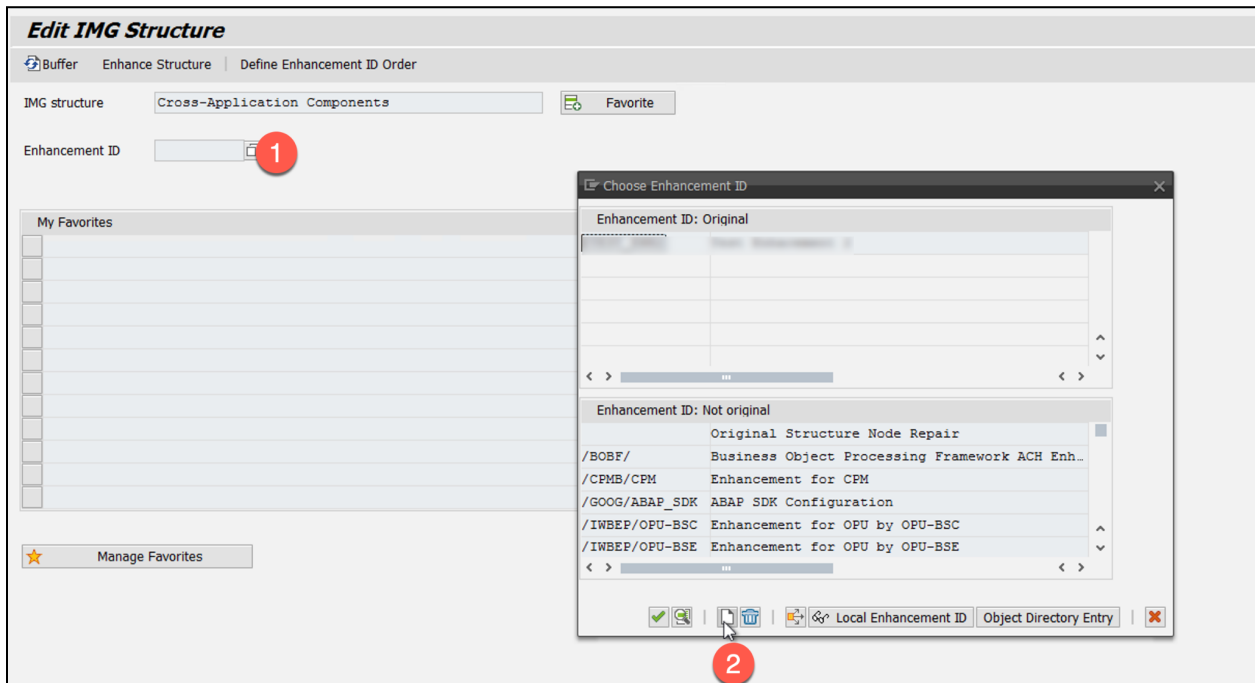 Edit IMG Structure
Buffer Enhance Structure Define Enhancement ID Order
IMG structure Cross-Application Components Favorite
Enhancement ID 1
My Favorites
Manage Favorites
Choose Enhancement ID
Enhancement ID: Original
Enhancement ID: Not original
Original Structure Node Repair
/BOBF/ Business Object Processing Framework ACH Enh…
/CPMB/CPM Enhancement for CPM
/GOOG/ABAP_SDK ABAP SDK Configuration
/IWBEP/OPU-BSC Enhancement for OPU by OPU-BSC
/IWBEP/OPU-BSE Enhancement for OPU by OPU-BSE
Local Enhancement ID Object Directory Entry
2